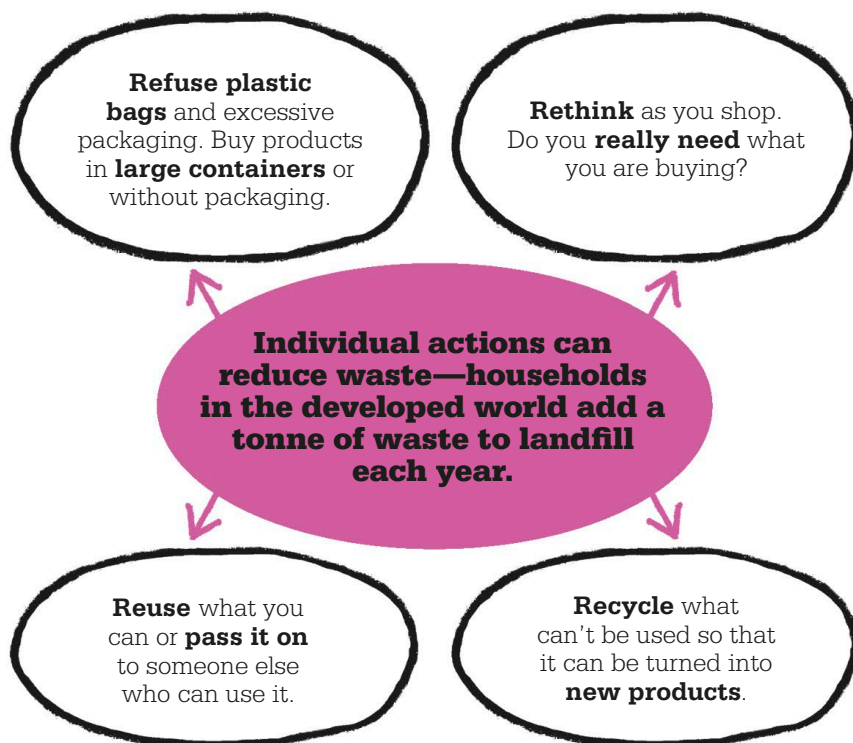 Refuse plastic
bags and excessive
packaging. Buy products
in large containers or
without packaging.
Rethink as you shop.
Do you really need what
you are buying?
Individual actions can
reduce waste—households
in the developed world add a
tonne of waste to landfill
each year.
Reuse what you
can or pass it on
to someone else
who can use it.
Recycle what
can’t be used so that
it can be turned into
new products.